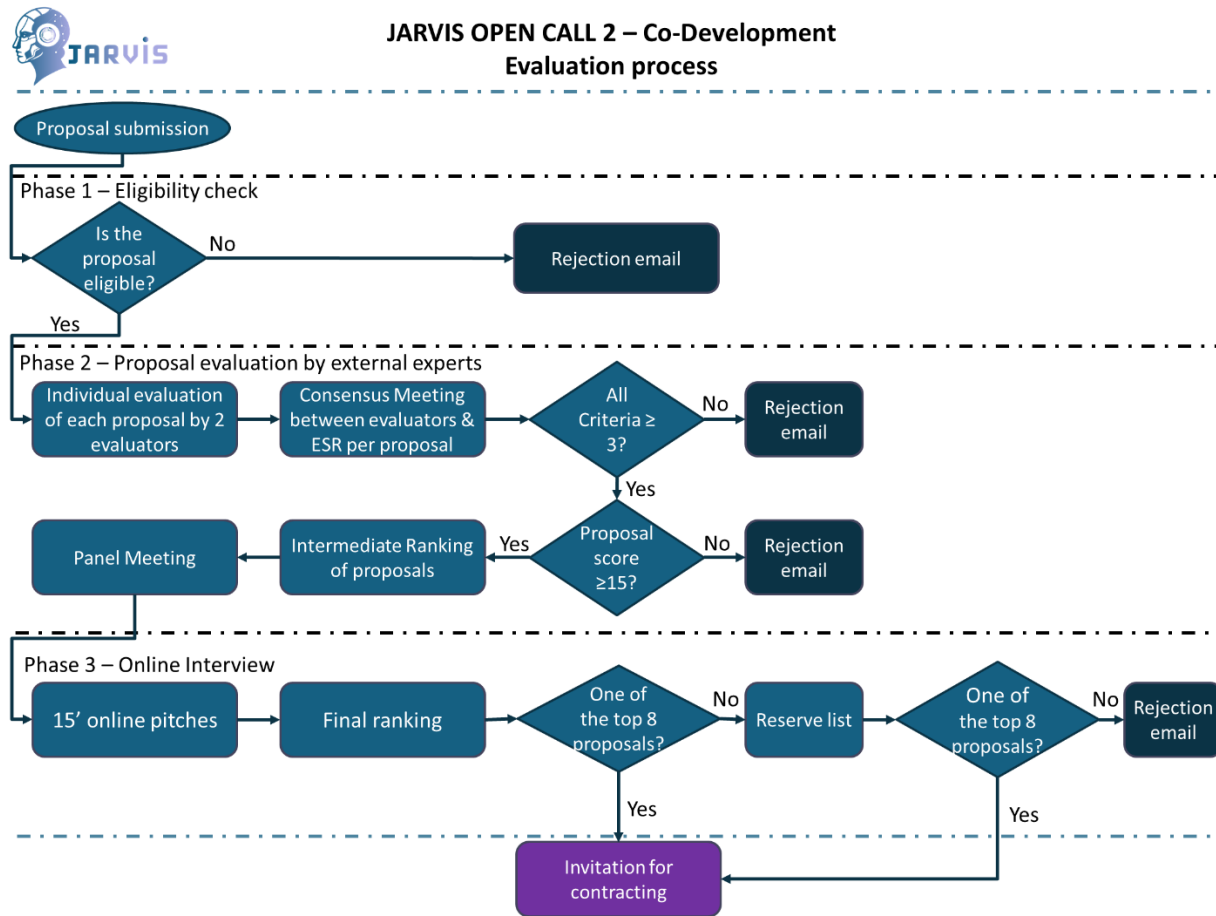 JARVIS
JARVIS OPEN CALL 2 – Co-Development
Evaluation process
Proposal submission
Phase 1 – Eligibility check
Is the
proposal
eligible?
No
Rejection email
Yes
Phase 2 – Proposal evaluation by external experts
Individual evaluation
of each proposal by 2
evaluators
Consensus Meeting
between evaluators &
ESR per proposal
All
Criteria ≥
3?
No
Rejection
email
Yes
Panel Meeting
Intermediate Ranking
of proposals
Yes
Proposal
score
≥15?
No
Rejection
email
Phase 3 – Online Interview
15’ online pitches
Final ranking
One of
the top 8
proposals?
No
Reserve list
One of
the top 8
proposals?
No
Rejection
email
Yes
Yes
Invitation for
contracting